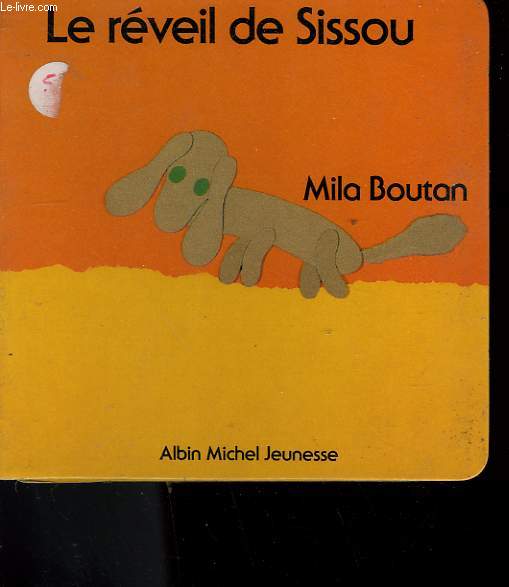 Le-livre.com
Le réveil de Sissou
Mila Boutan
Albin Michel Jeunesse